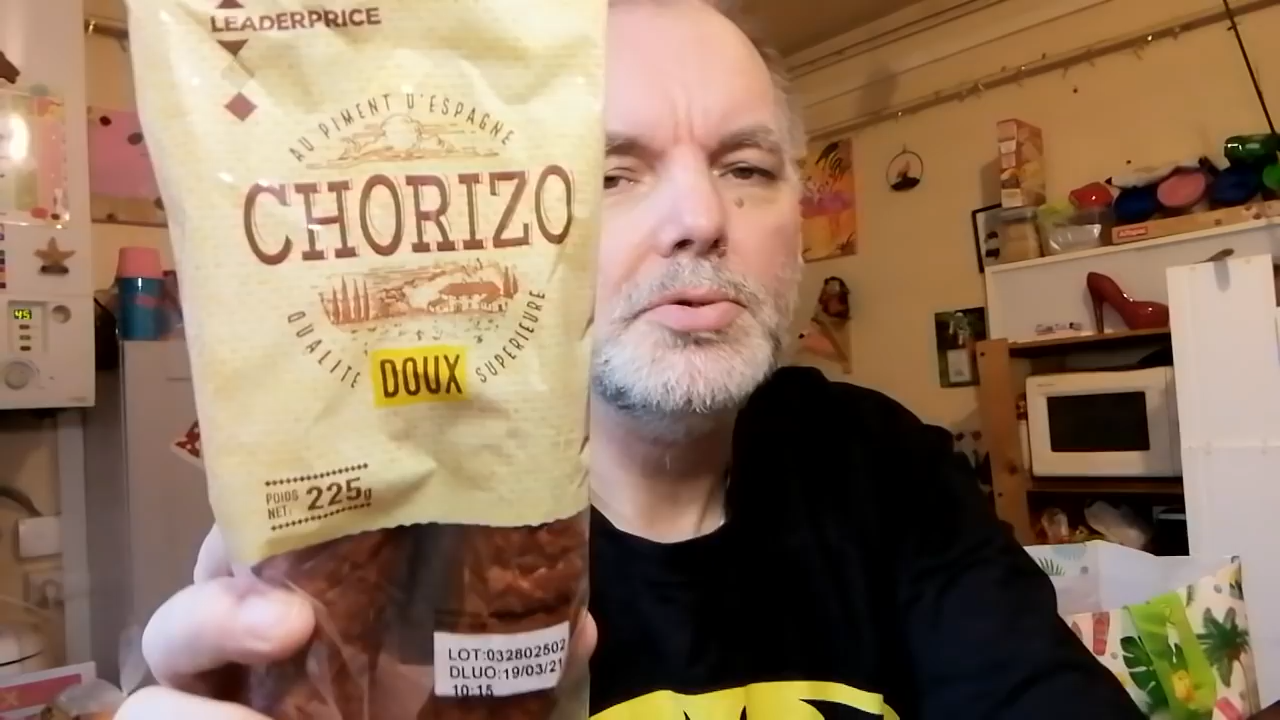 LEADERPRICE
AU PIMENT D'ESPAGNE
CHORIZO
QUALITÉ
SUPÉRIEURE
DOUX
POIDS
NET:
225g
LOT:032802502
DLUO:19/03/21
10:15
45